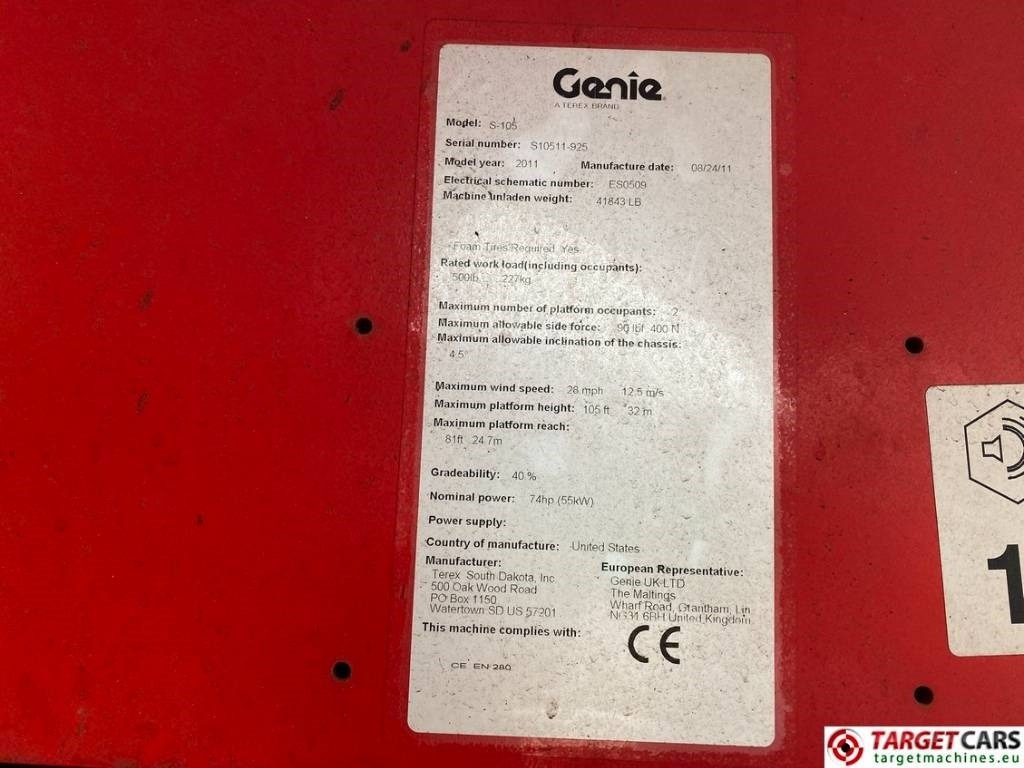 Genie
A TEREX BRAND
Model: S-105
Serial number: S10511-925
Model year: 2011 Manufacture date: 08/24/11
Electrical schematic number: ES0509
Machine unladen weight: 41843 LB
Foam Tires Required Yes
Rated work load(including occupants):
500lb 227kg
Maximum number of platform occupants: 2
Maximum allowable side force: 90 lbf 400 N
Maximum allowable inclination of the chassis:
4.5°
Maximum wind speed: 28 mph 12.5 m/s
Maximum platform height: 105 ft 32 m
Maximum platform reach:
81ft 24.7m
Gradeability: 40 %
Nominal power: 74hp (55kW)
Power supply:
Country of manufacture: United States
Manufacturer:
Terex South Dakota, Inc.
500 Oak Wood Road
PO Box 1150
Watertown SD US 57201
European Representative:
Genie UK LTD
The Maltings
Wharf Road, Grantham, Lin
NG31 6BH United Kingdom
This machine complies with:
CE
CE EN 280
1
TARGETCARS
targetmachines.eu